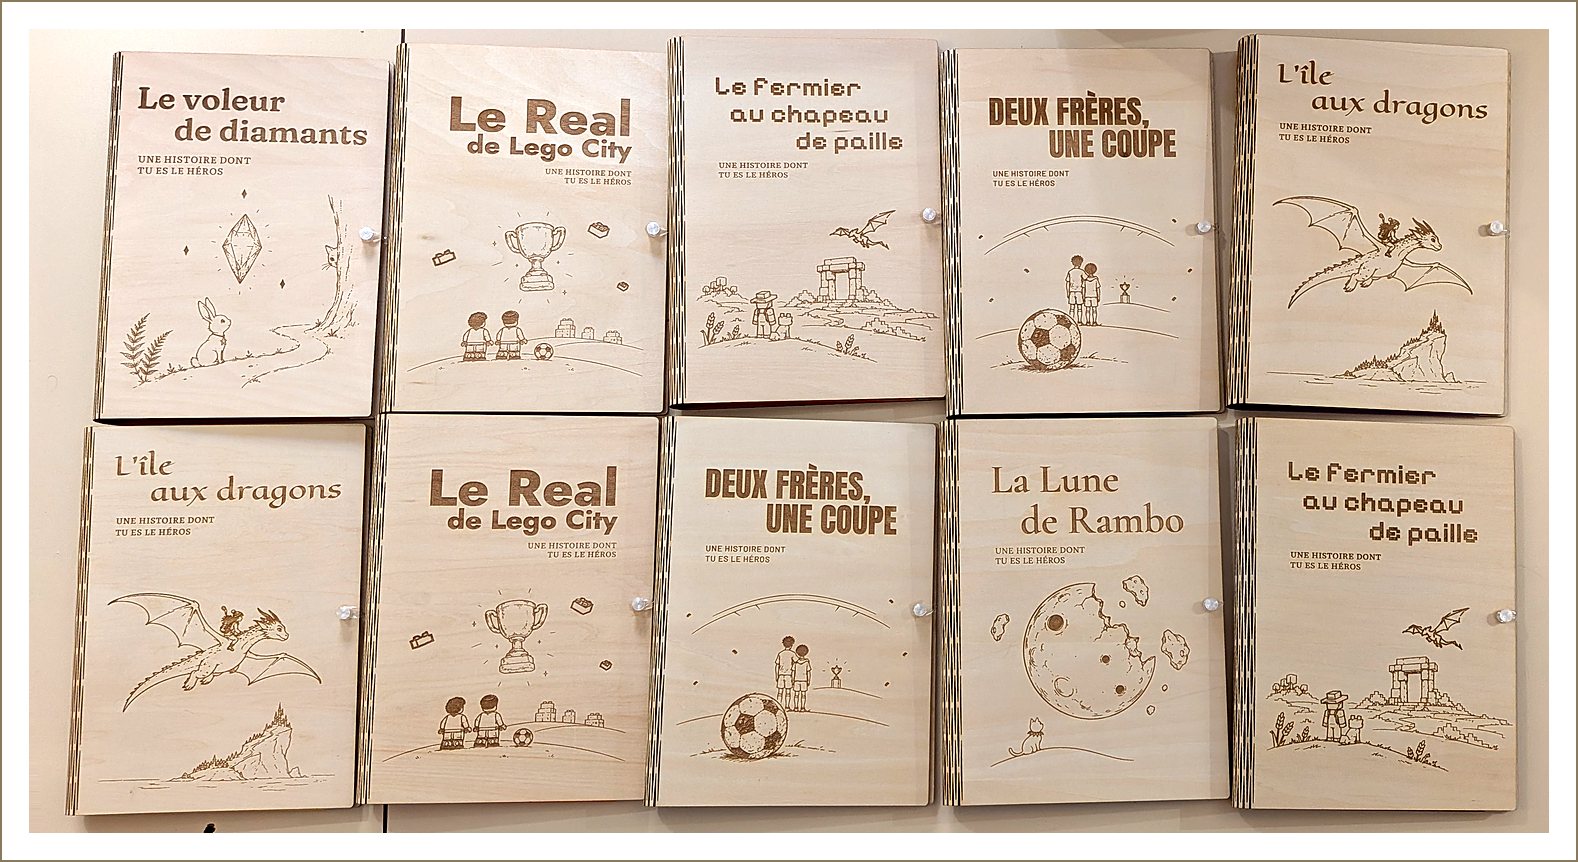 Le voleur
de diamants
UNE HISTOIRE DONT
TU ES LE HÉROS
Le Real
de Lego City
UNE HISTOIRE DONT
TU ES LE HÉROS
Le fermier
au chapeau
de paille
UNE HISTOIRE DONT
TU ES LE HÉROS
DEUX FRÈRES,
UNE COUPE
UNE HISTOIRE DONT
TU ES LE HÉROS
L'île
aux dragons
UNE HISTOIRE DONT
TU ES LE HÉROS
L'île
aux dragons
UNE HISTOIRE DONT
TU ES LE HÉROS
Le Real
de Lego City
UNE HISTOIRE DONT
TU ES LE HÉROS
DEUX FRÈRES,
UNE COUPE
UNE HISTOIRE DONT
TU ES LE HÉROS
La Lune
de Rambo
UNE HISTOIRE DONT
TU ES LE HÉROS
Le fermier
au chapeau
de paille
UNE HISTOIRE DONT
TU ES LE HÉROS